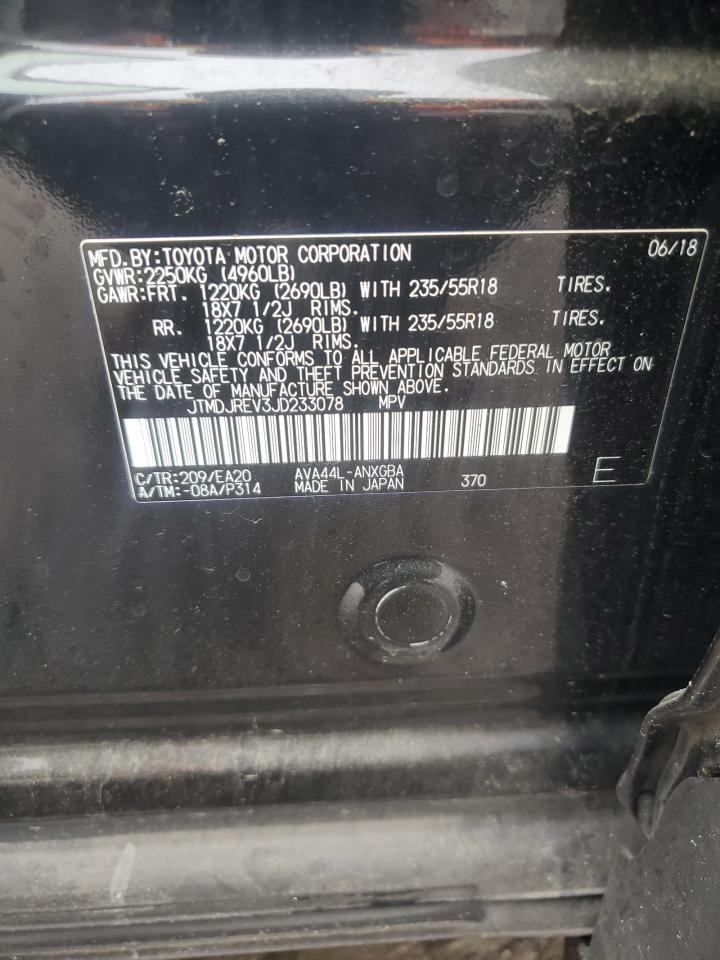 MFD.BY:TOYOTA MOTOR CORPORATION 06/18
GVWR:2250KG (4960LB)
GAWR:FRT. 1220KG (2690LB) WITH 235/55R18 TIRES.
18X7 1/2J RIMS.
RR. 1220KG (2690LB) WITH 235/55R18 TIRES.
18X7 1/2J RIMS.
THIS VEHICLE CONFORMS TO ALL APPLICABLE FEDERAL MOTOR
VEHICLE SAFETY AND THEFT PREVENTION STANDARDS IN EFFECT ON
THE DATE OF MANUFACTURE SHOWN ABOVE.
JTMDJREV3JD233078 MPV
C/TR:209/EA20 AVA44L-ANXGBA
A/TM:-08A/P314 MADE IN JAPAN 370 E